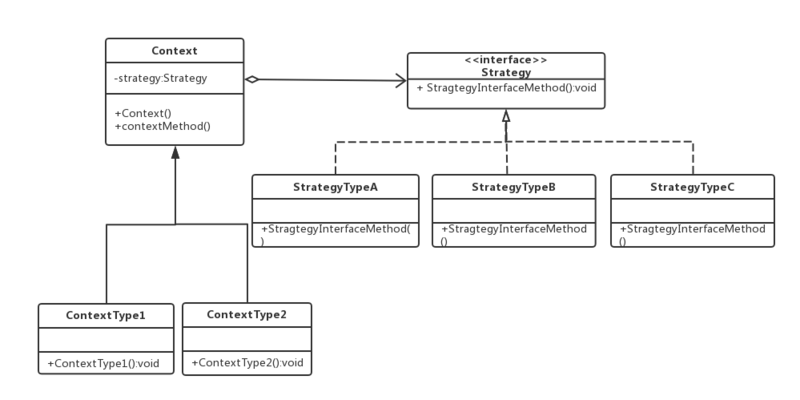 Context
-strategy:Strategy
+Context()
+contextMethod()
<<interface>>
Strategy
+ StragtegyInterfaceMethod():void
StrategyTypeA
+StragtegyInterfaceMethod(
)
StrategyTypeB
+StragtegyInterfaceMethod
()
StrategyTypeC
+StragtegyInterfaceMethod
()
ContextType1
+ContextType1():void
ContextType2
+ContextType2():void